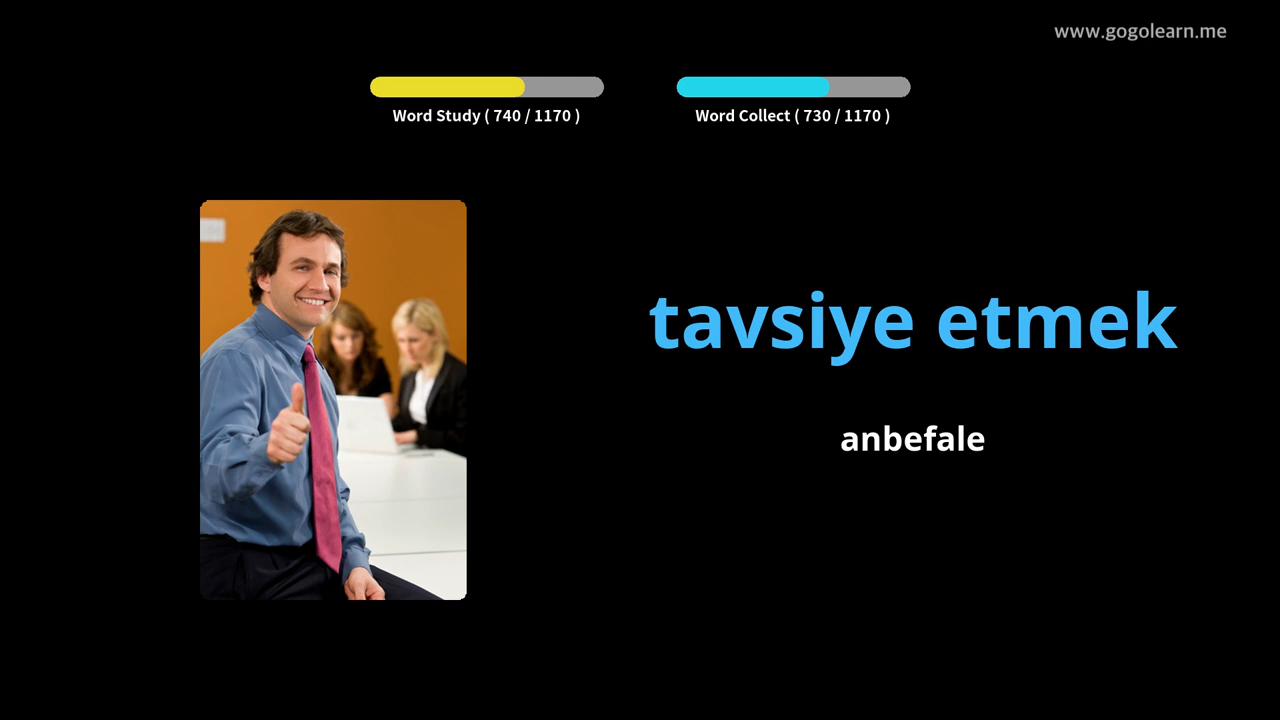 www.gogolearn.me
Word Study ( 740 / 1170 )
Word Collect ( 730 / 1170 )
tavsiye etmek
anbefale